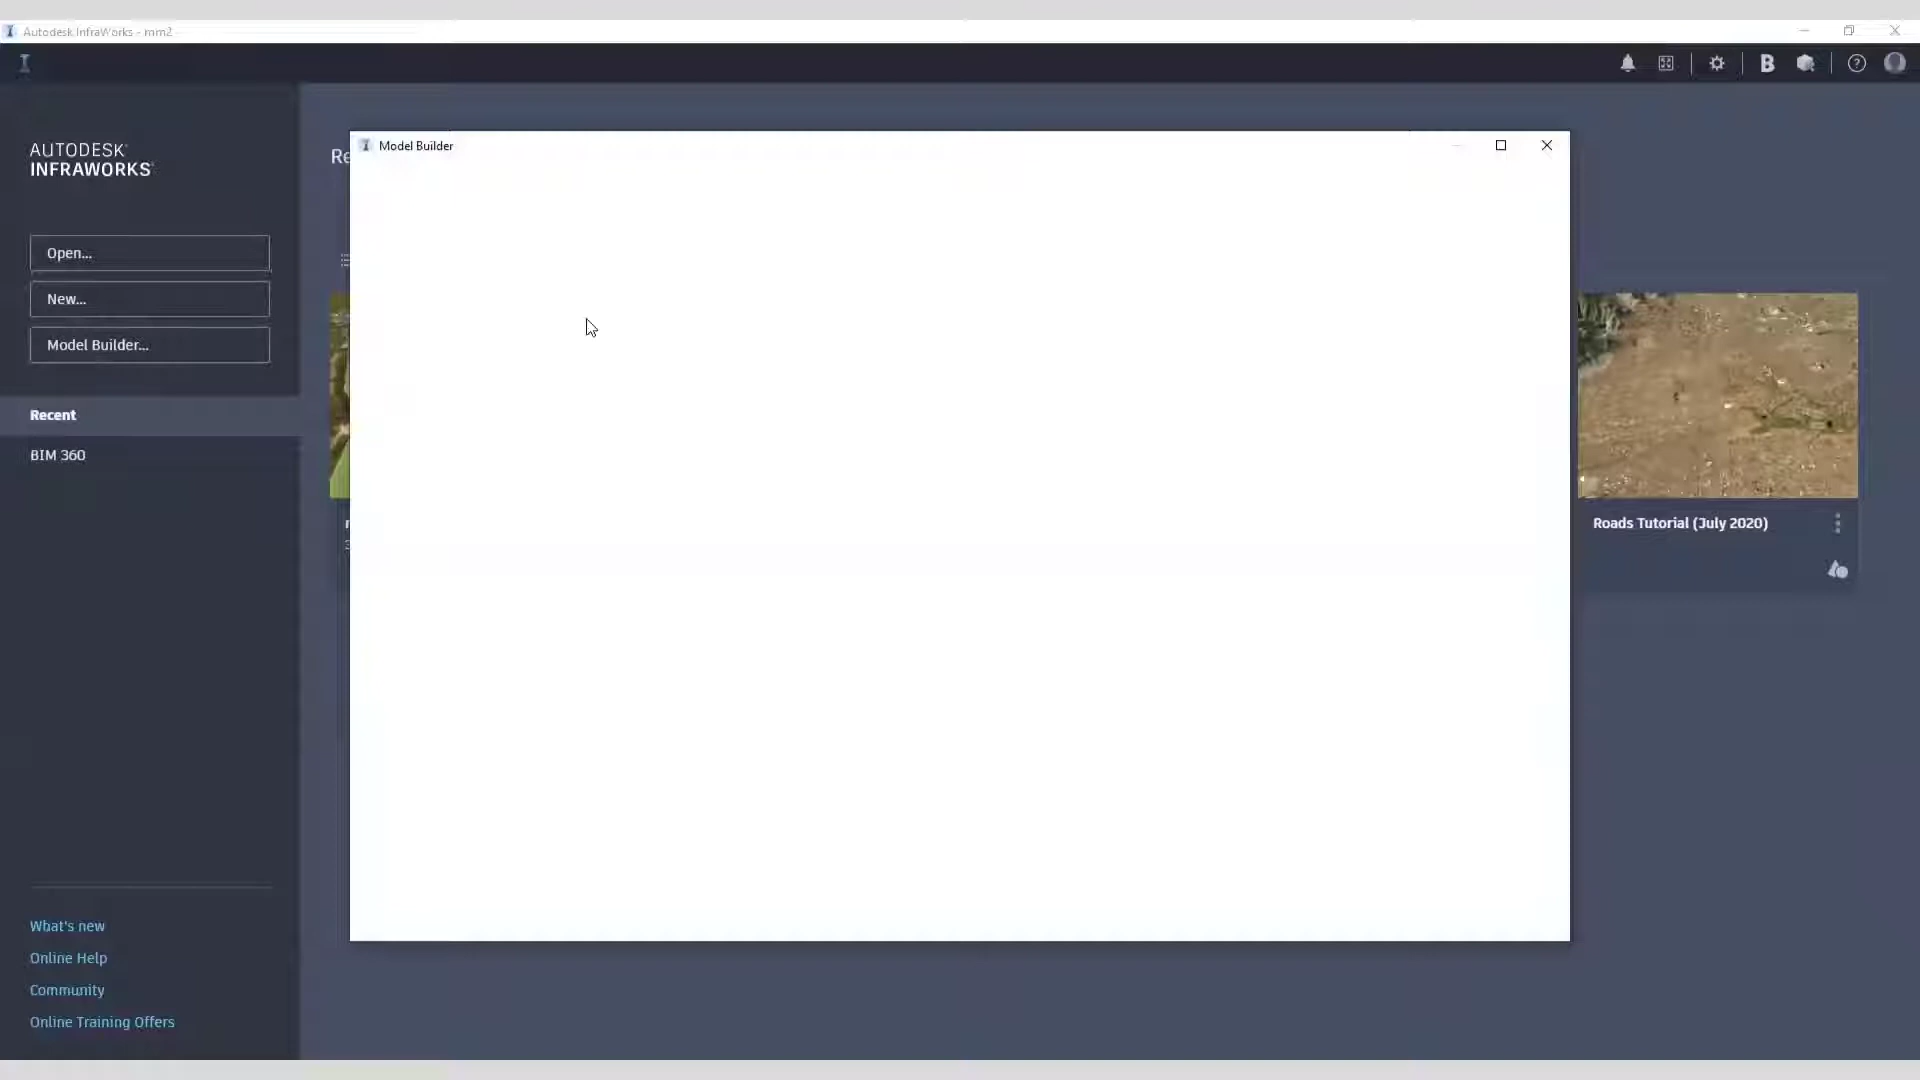 Autodesk InfraWorks - mm2
B
?
AUTODESK
INFRAWORKS
Open...
New...
Model Builder...
Recent
BIM 360
What's new
Online Help
Community
Online Training Offers
Re
Model Builder
Roads Tutorial (July 2020)